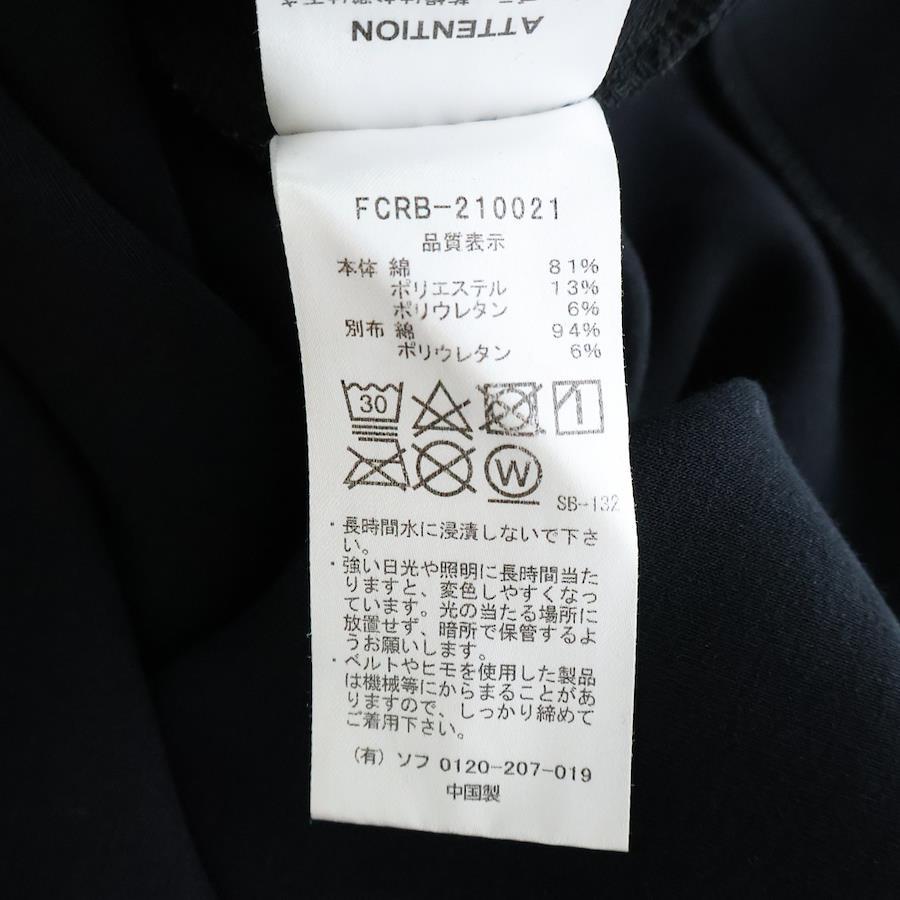 ATTENTION
FCRB-210021
品質表示
本体 綿 81%
ポリエステル 13%
ポリウレタン 6%
別布 綿 94%
ポリウレタン 6%
30
W
SB-132
・長時間水に浸漬しないで下さ
い。
・強い日光や照明に長時間当た
りますと、変色しやすくなっ
ています。光の当たる場所に
放置せず、暗所で保管するよ
うお願いします。
・ベルトやヒモを使用した製品
は機械等にからまることがあ
りますので、しっかり締めて
ご着用下さい。
(有) ソフ 0120-207-019
中国製